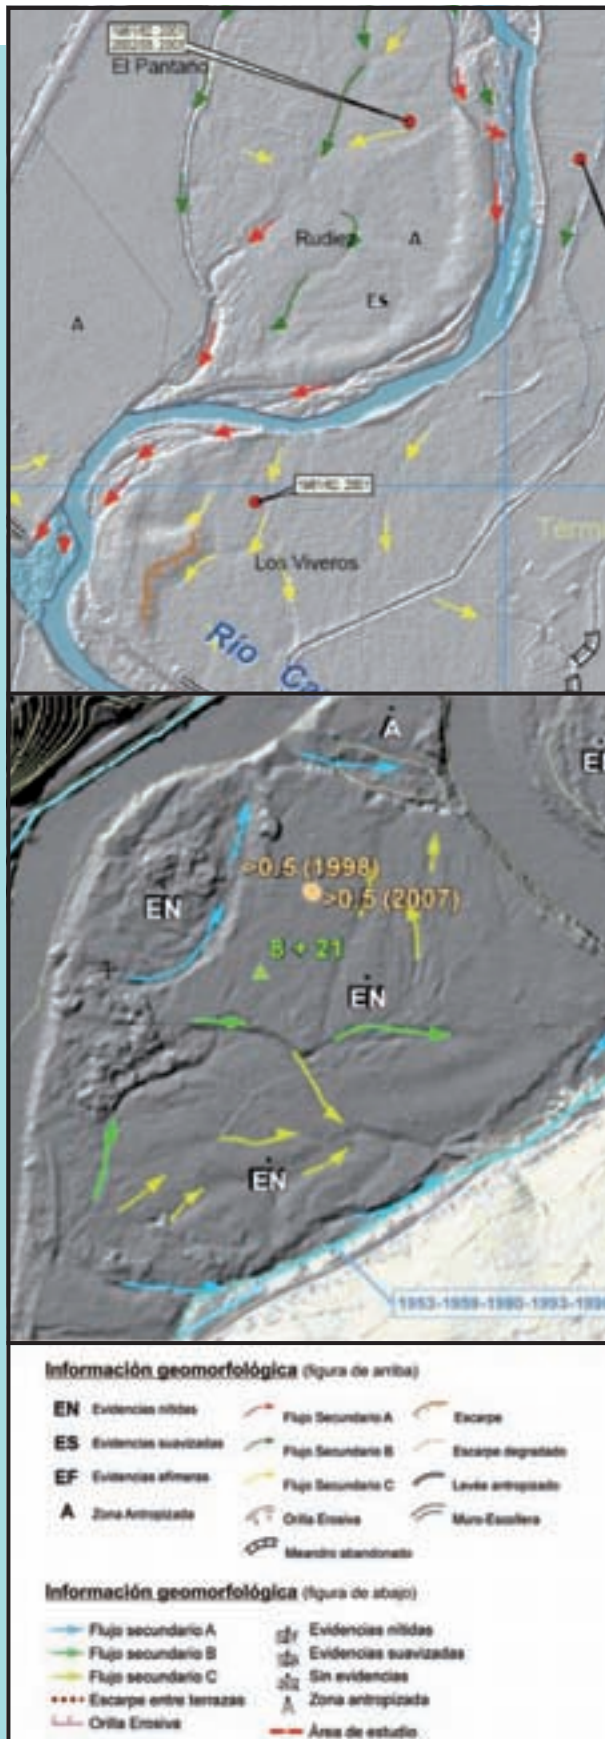 El Pantano
A
ES
A
Los Viveros
Río Ca
Térm
A
EN
<0.5 (1998)
>0.5 (2007)
8 + 21
EN
EN
Información geomorfológica (figura de arriba)
EN Evidencias nítidas
ES Evidencias suavizadas
EF Evidencias efímeras
A Zona Antropizada
Flujo Secundario A
Flujo Secundario B
Flujo Secundario C
Orilla Erosiva
Meandro abandonado
Escarpe
Escarpe degradado
Levée antropizado
Muro-Escollera
Información geomorfológica (figura de abajo)
Flujo secundario A
Flujo secundario B
Flujo secundario C
Escarpe entre terrazas
Orilla Erosiva
Evidencias nítidas
Evidencias suavizadas
Sin evidencias
A Zona antropizada
Área de estudio